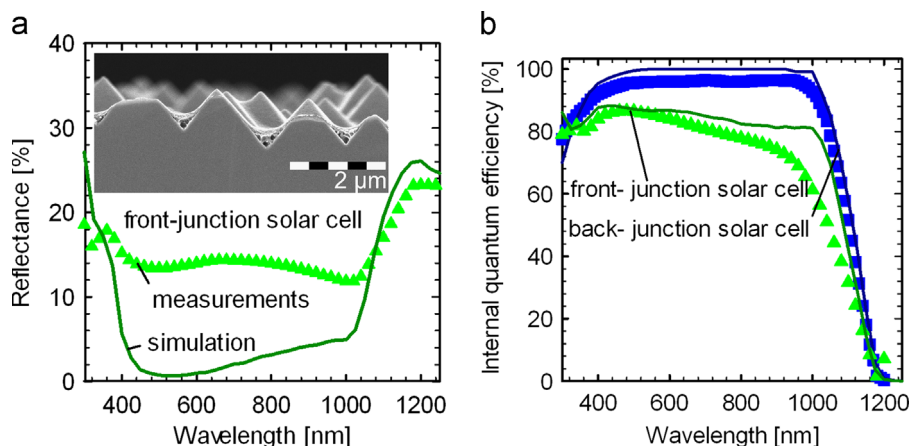 a
40
30
20
10
0
Reflectance [%]
2 µm
front-junction solar cell
measurements
simulation
400 600 800 1000 1200
Wavelength [nm]
b
100
80
60
40
20
0
Internal quantum efficiency [%]
front- junction solar cell
back- junction solar cell
400 600 800 1000 1200
Wavelength [nm]